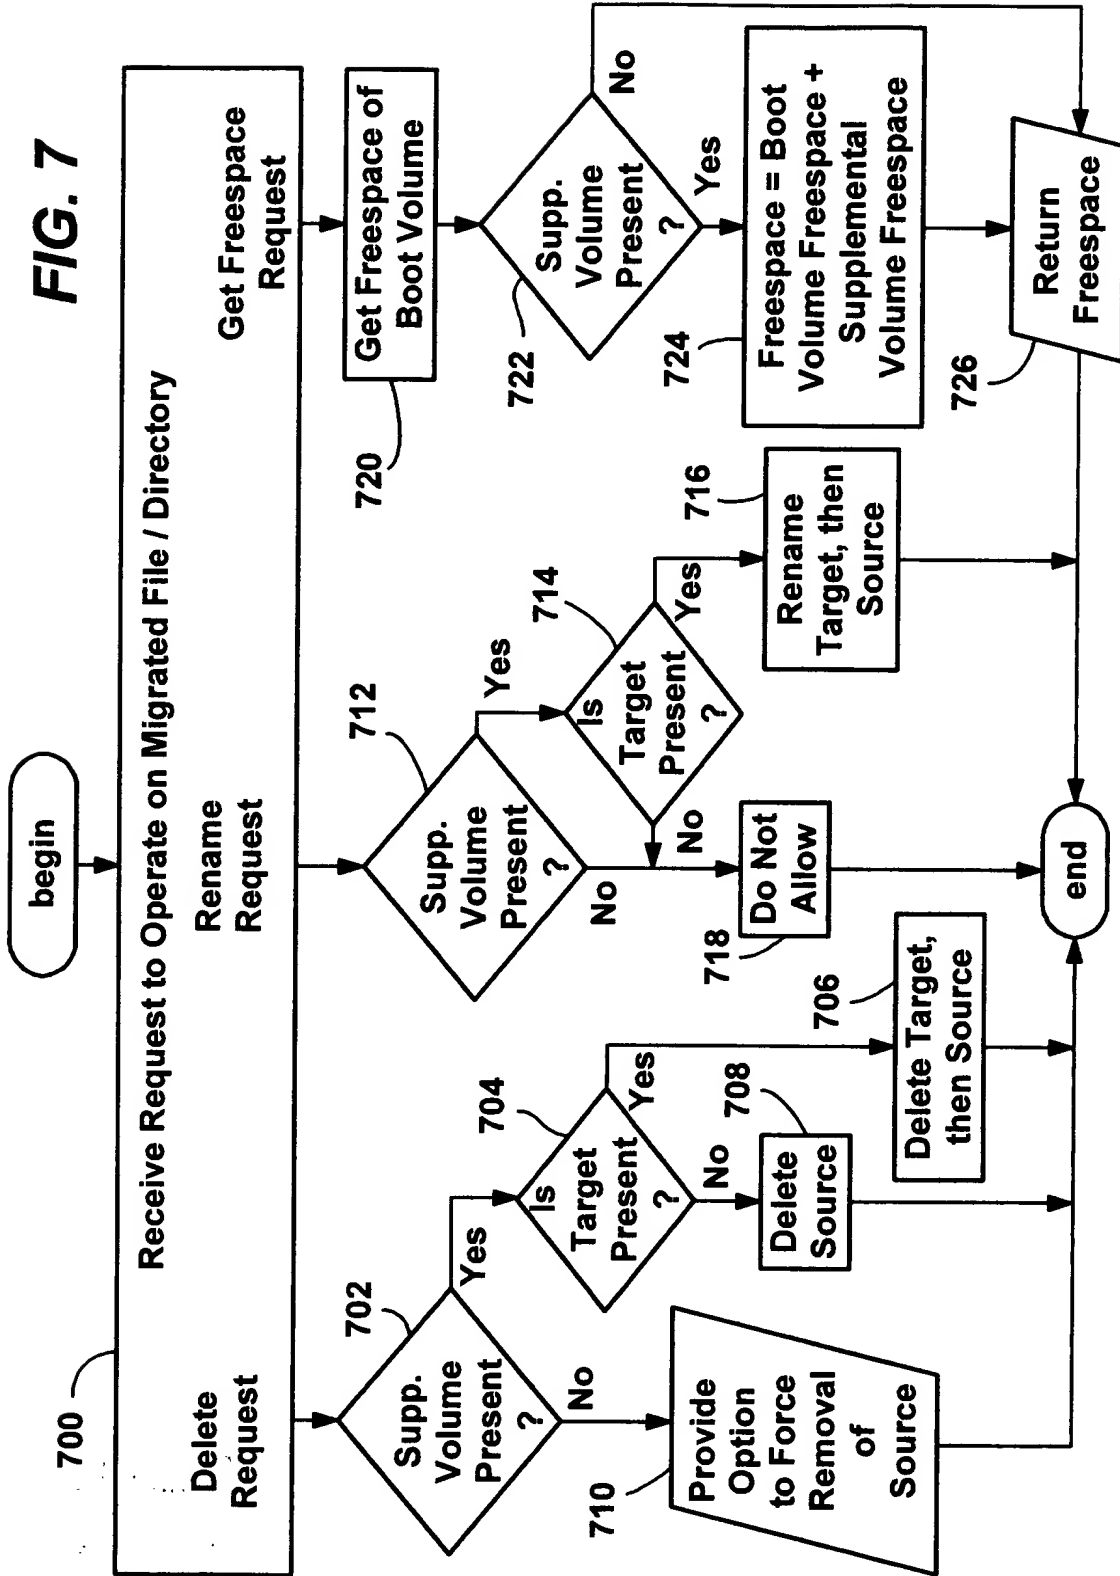 FIG. 7
begin
700
Receive Request to Operate on Migrated File / Directory
Delete
Request
Rename
Request
Get Freespace
Request
702
Supp.
Volume
Present
?
Yes
No
704
Is
Target
Present
?
Yes
No
706
Delete Target,
then Source
708
Delete
Source
710
Provide
Option
to Force
Removal
of
Source
712
Supp.
Volume
Present
?
Yes
No
714
Is
Target
Present
?
Yes
No
716
Rename
Target, then
Source
718
Do Not
Allow
720
Get Freespace of
Boot Volume
722
Supp.
Volume
Present
?
No
Yes
724
Freespace = Boot
Volume Freespace +
Supplemental
Volume Freespace
726
Return
Freespace
end